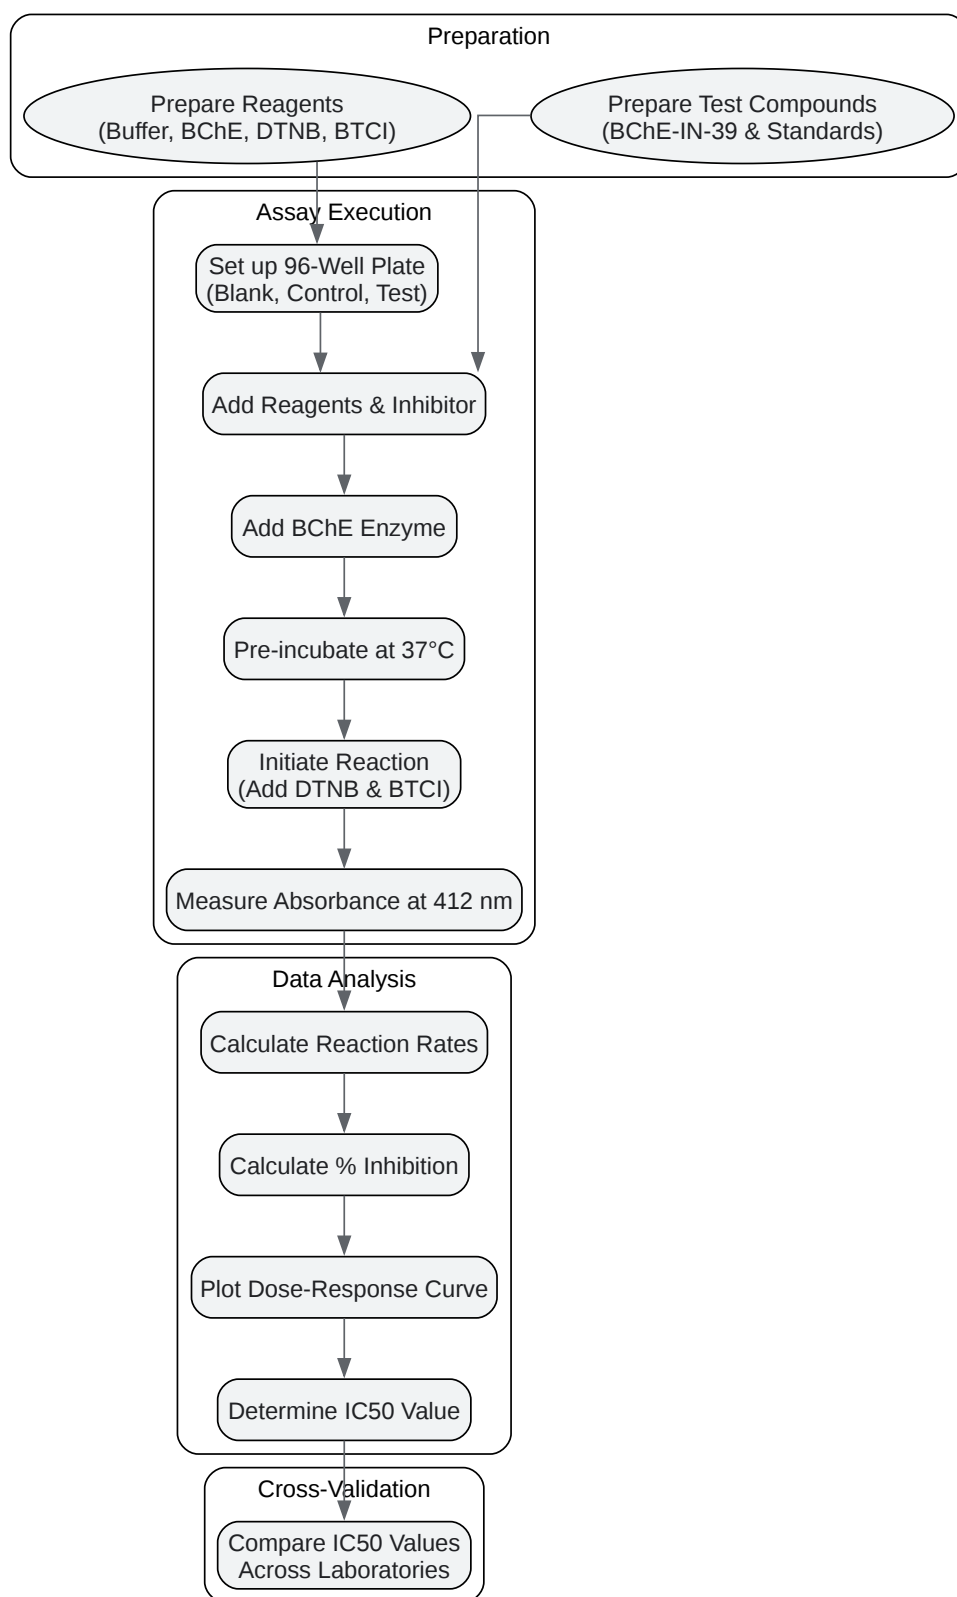 Preparation
Prepare Reagents
(Buffer, BChE, DTNB, BTCI)
Prepare Test Compounds
(BChE-IN-39 & Standards)
Assay Execution
Set up 96-Well Plate
(Blank, Control, Test)
Add Reagents & Inhibitor
Add BChE Enzyme
Pre-incubate at 37°C
Initiate Reaction
(Add DTNB & BTCI)
Measure Absorbance at 412 nm
Data Analysis
Calculate Reaction Rates
Calculate % Inhibition
Plot Dose-Response Curve
Determine IC50 Value
Cross-Validation
Compare IC50 Values
Across Laboratories